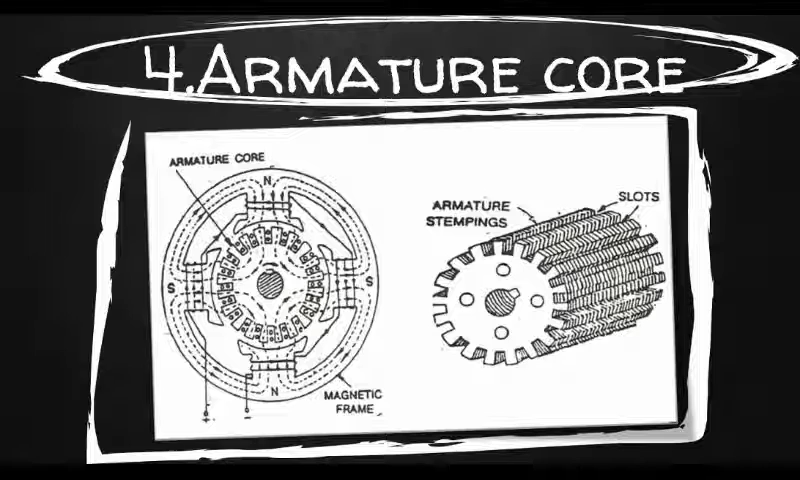 4.ARMATURE CORE
ARMATURE CORE
N
S
S
N
MAGNETIC
FRAME
+
-
ARMATURE
STEMPINGS
SLOTS